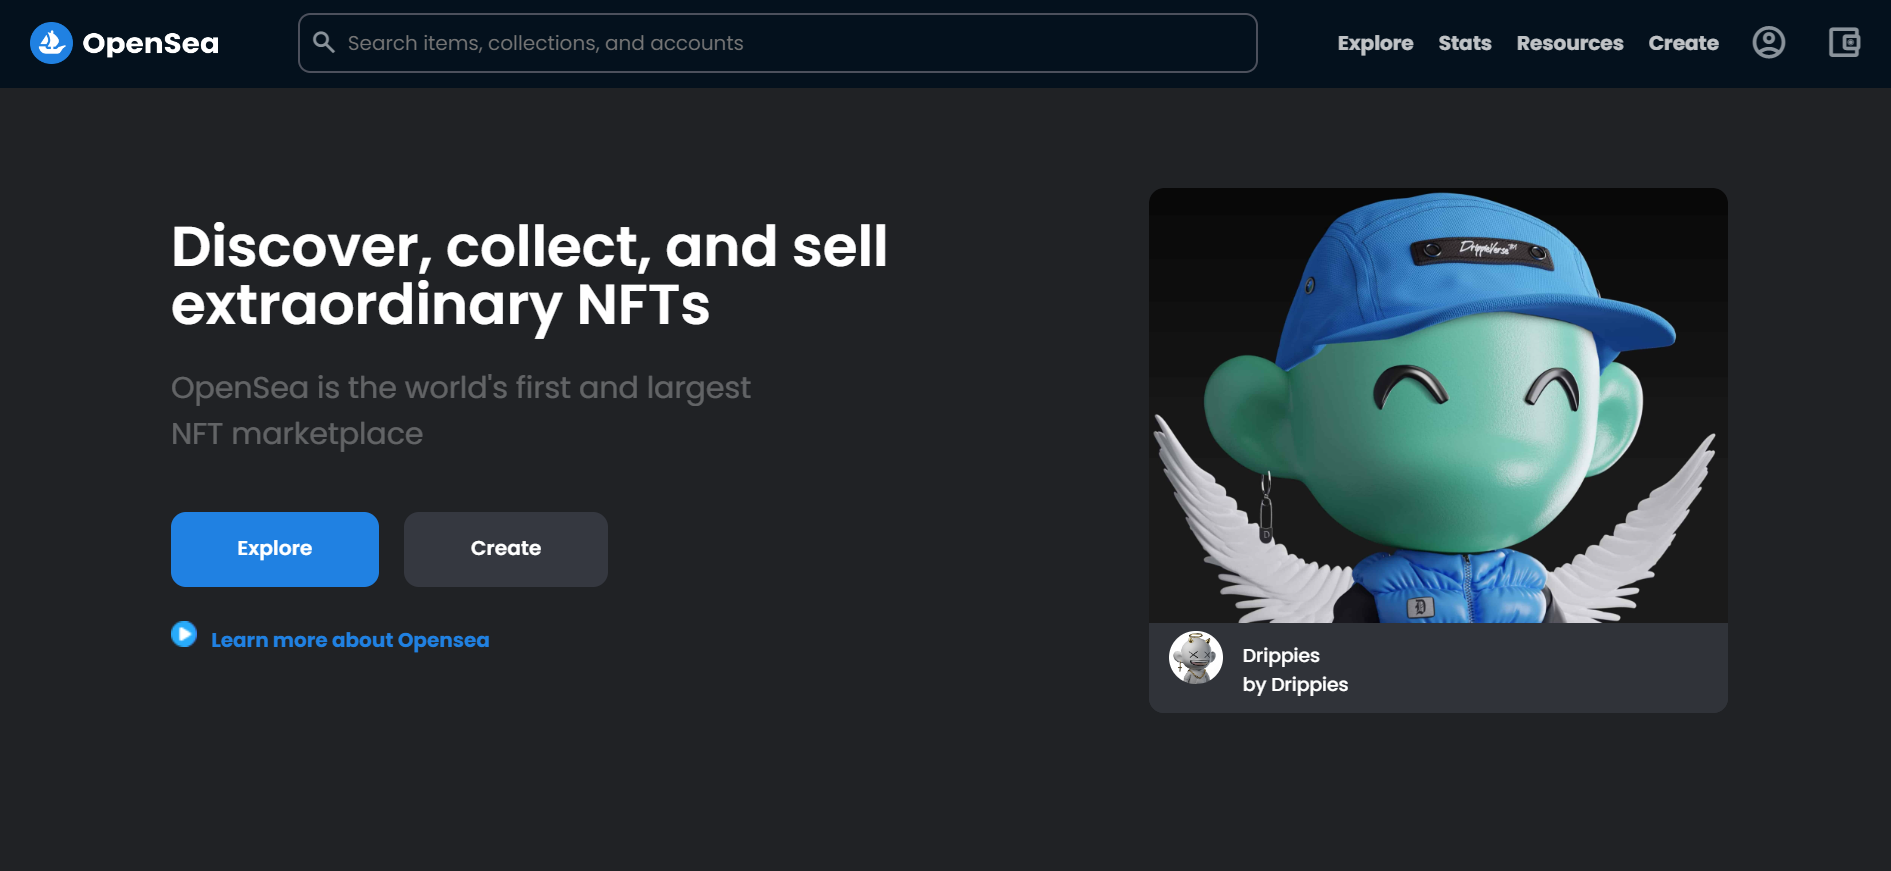 OpenSea
Search items, collections, and accounts
Explore
Stats
Resources
Create
Discover, collect, and sell
extraordinary NFTs
OpenSea is the world's first and largest
NFT marketplace
Explore
Create
Learn more about Opensea
DrippieVerse™
D
D
Drippies
by Drippies